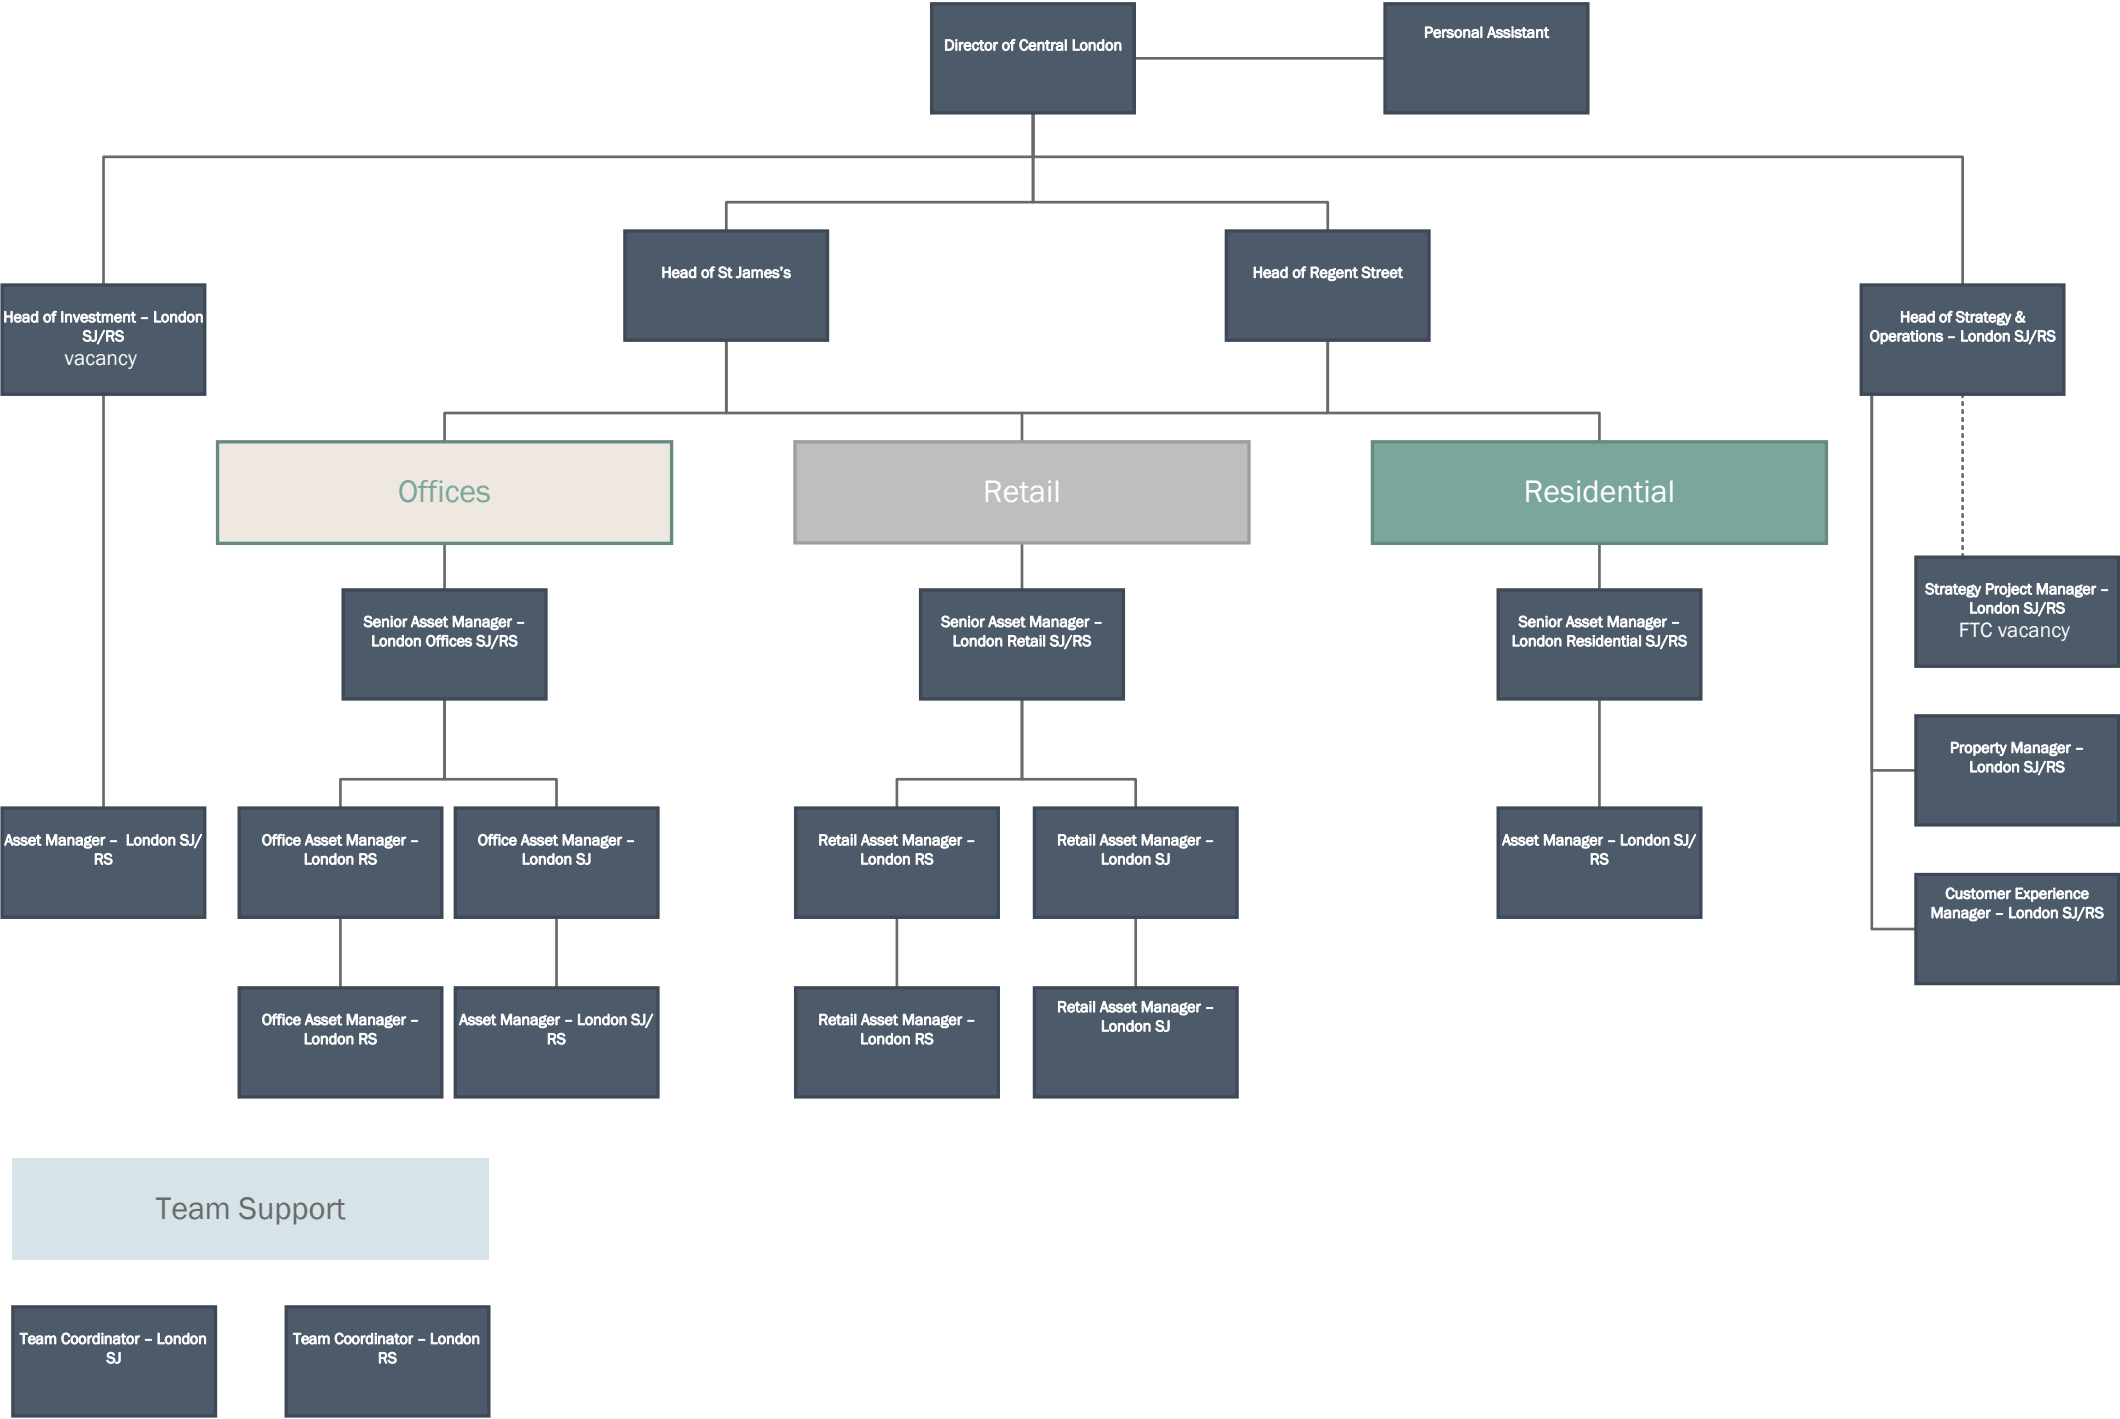 Director of Central London
Personal Assistant
Head of St James’s
Head of Regent Street
Head of Investment – London
SJ/RS
vacancy
Head of Strategy &
Operations – London SJ/RS
Offices
Retail
Residential
Strategy Project Manager –
London SJ/RS
FTC vacancy
Senior Asset Manager –
London Offices SJ/RS
Senior Asset Manager –
London Retail SJ/RS
Senior Asset Manager –
London Residential SJ/RS
Property Manager –
London SJ/RS
Asset Manager –  London SJ/
RS
Office Asset Manager –
London RS
Office Asset Manager –
London SJ
Retail Asset Manager –
London RS
Retail Asset Manager –
London SJ
Asset Manager – London SJ/
RS
Customer Experience
Manager – London SJ/RS
Office Asset Manager –
London RS
Asset Manager – London SJ/
RS
Retail Asset Manager –
London RS
Retail Asset Manager –
London SJ
Team Support
Team Coordinator – London
SJ
Team Coordinator – London
RS